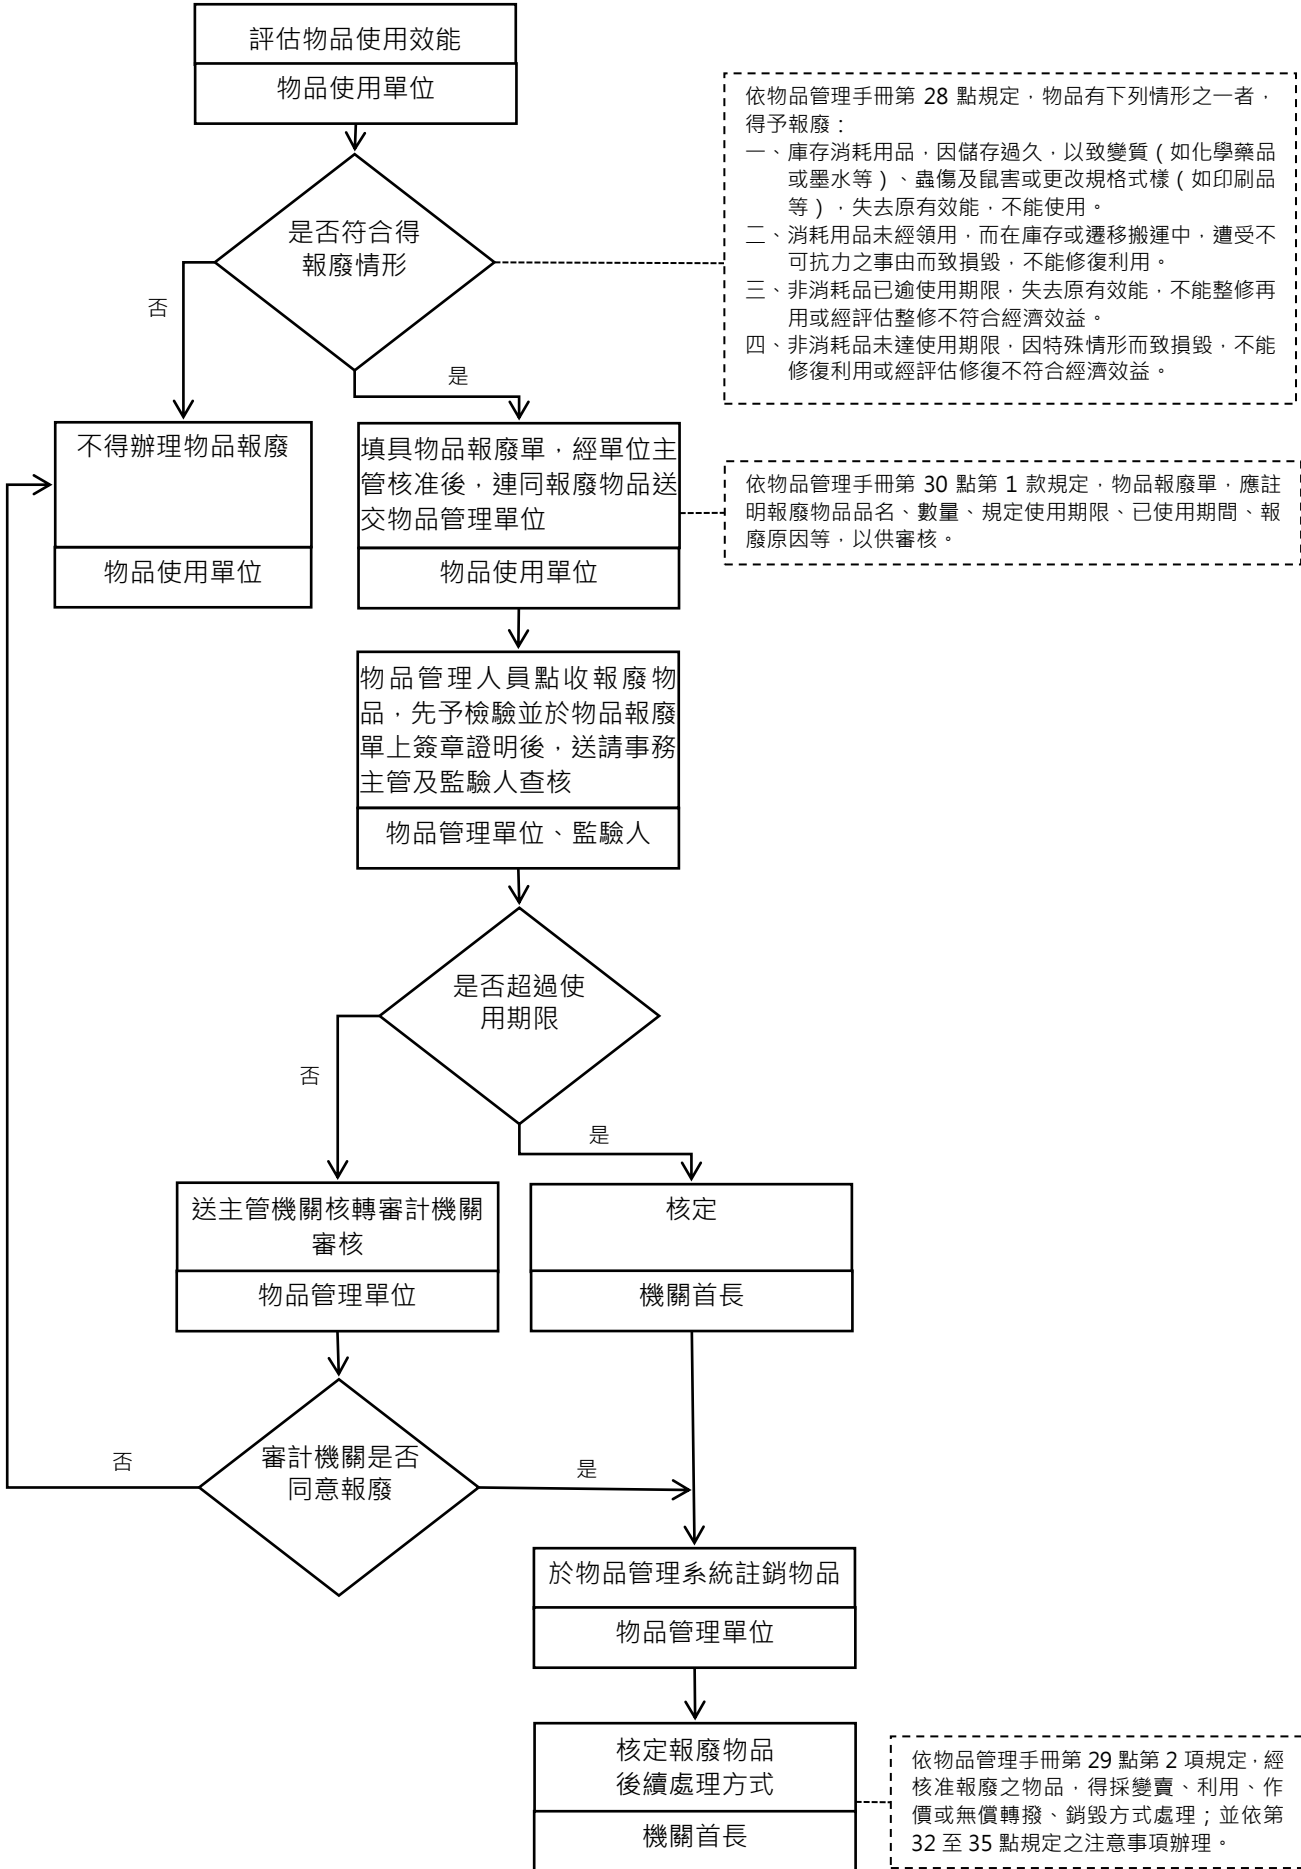 評估物品使用效能
物品使用單位
依物品管理手冊第 28 點規定，物品有下列情形之一者，
得予報廢：
一、庫存消耗用品，因儲存過久，以致變質（如化學藥品
或墨水等）、蟲傷及鼠害或更改規格式樣（如印刷品
等），失去原有效能，不能使用。
二、消耗用品未經領用，而在庫存或遷移搬運中，遭受不
可抗力之事由而致損毀，不能修復利用。
三、非消耗品已逾使用期限，失去原有效能，不能整修再
用或經評估整修不符合經濟效益。
四、非消耗品未達使用期限，因特殊情形而致損毀，不能
修復利用或經評估修復不符合經濟效益。
是否符合得
報廢情形
否
是
不得辦理物品報廢
物品使用單位
填具物品報廢單，經單位主
管核准後，連同報廢物品送
交物品管理單位
物品使用單位
依物品管理手冊第 30 點第 1 款規定，物品報廢單，應註
明報廢物品品名、數量、規定使用期限、已使用期間、報
廢原因等，以供審核。
物品管理人員點收報廢物
品，先予檢驗並於物品報廢
單上簽章證明後，送請事務
主管及監驗人查核
物品管理單位、監驗人
是否超過使
用期限
否
是
送主管機關核轉審計機關
審核
物品管理單位
核定
機關首長
審計機關是否
同意報廢
否
是
於物品管理系統註銷物品
物品管理單位
核定報廢物品
後續處理方式
機關首長
依物品管理手冊第 29 點第 2 項規定，經
核准報廢之物品，得採變賣、利用、作
價或無償轉撥、銷毀方式處理；並依第
32 至 35 點規定之注意事項辦理。